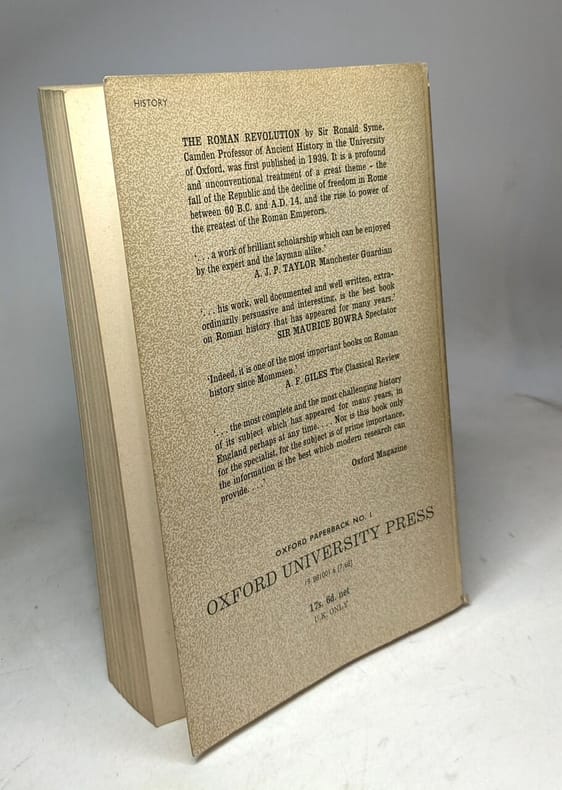 HISTORY
THE ROMAN REVOLUTION by Sir Ronald Syme,
Camden Professor of Ancient History in the University
of Oxford, was first published in 1939. It is a profound
and unconventional treatment of a great theme – the
fall of the Republic and the decline of freedom in Rome
between 60 B.C. and A.D. 14, and the rise to power of
the greatest of the Roman Emperors.
'. . . a work of brilliant scholarship which can be enjoyed
by the expert and the layman alike.'
A. J. P. TAYLOR Manchester Guardian
'. . . his work, well documented and well written, extra-
ordinarily persuasive and interesting, is the best book
on Roman history that has appeared for many years.'
SIR MAURICE BOWRA Spectator
'Indeed, it is one of the most important books on Roman
history since Mommsen.'
A. F. GILES The Classical Review
'. . . the most complete and the most challenging history
of its subject which has appeared for many years, in
England perhaps at any time. . . . Nor is this book only
for the specialist, for the subject is of prime importance,
the information is the best which modern research can
provide. . . .'
Oxford Magazine
OXFORD PAPERBACK NO. 1
OXFORD UNIVERSITY PRESS
17s. 6d. net
U.K. ONLY